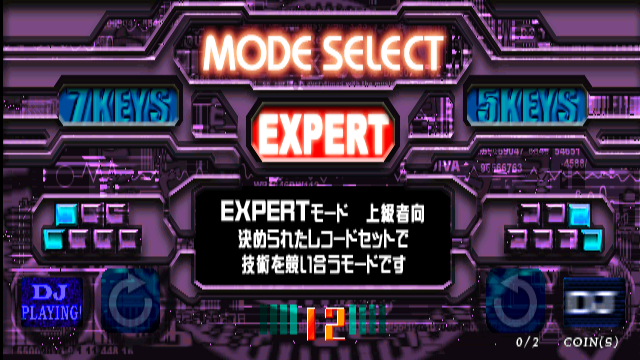 MODE SELECT
7KEYS
5KEYS
EXPERT
EXPERTモード 上級者向
決められたレコードセットで
技術を競い合うモードです
DJ
PLAYING!
12
DJ
0/2 COIN(S)